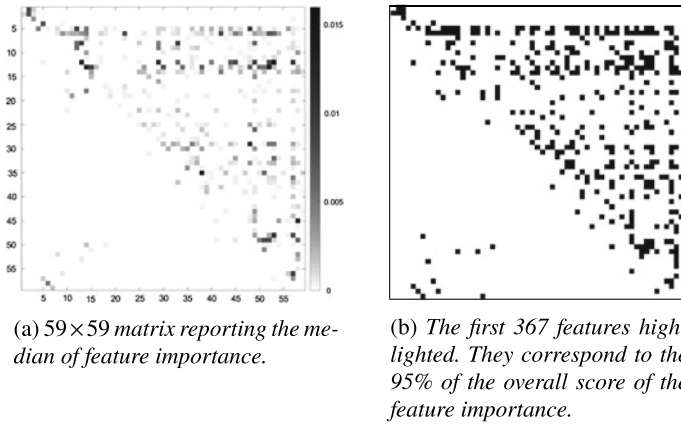 0.015
0.01
0.005
0
5
10
15
20
25
30
35
40
45
50
55
5 10 15 20 25 30 35 40 45 50 55
(a) 59×59 matrix reporting the me-
dian of feature importance.
(b) The first 367 features high-
lighted. They correspond to the
95% of the overall score of the
feature importance.